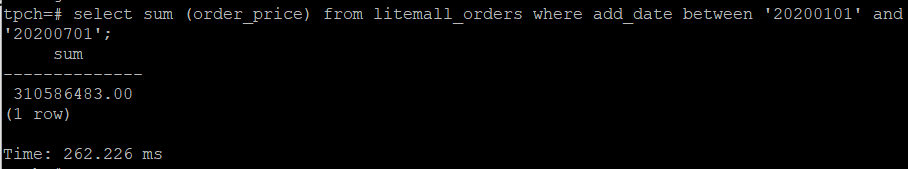 tpch=# select sum (order_price) from litemall_orders where add_date between '20200101' and
'20200701';
     sum
--------------
 310586483.00
(1 row)
Time: 262.226 ms